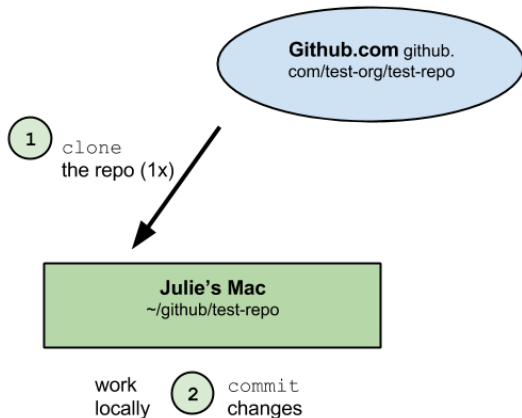 Github.com github.
com/test-org/test-repo
1
clone
the repo (1x)
Julie's Mac
~/github/test-repo
work
locally
2
commit
changes